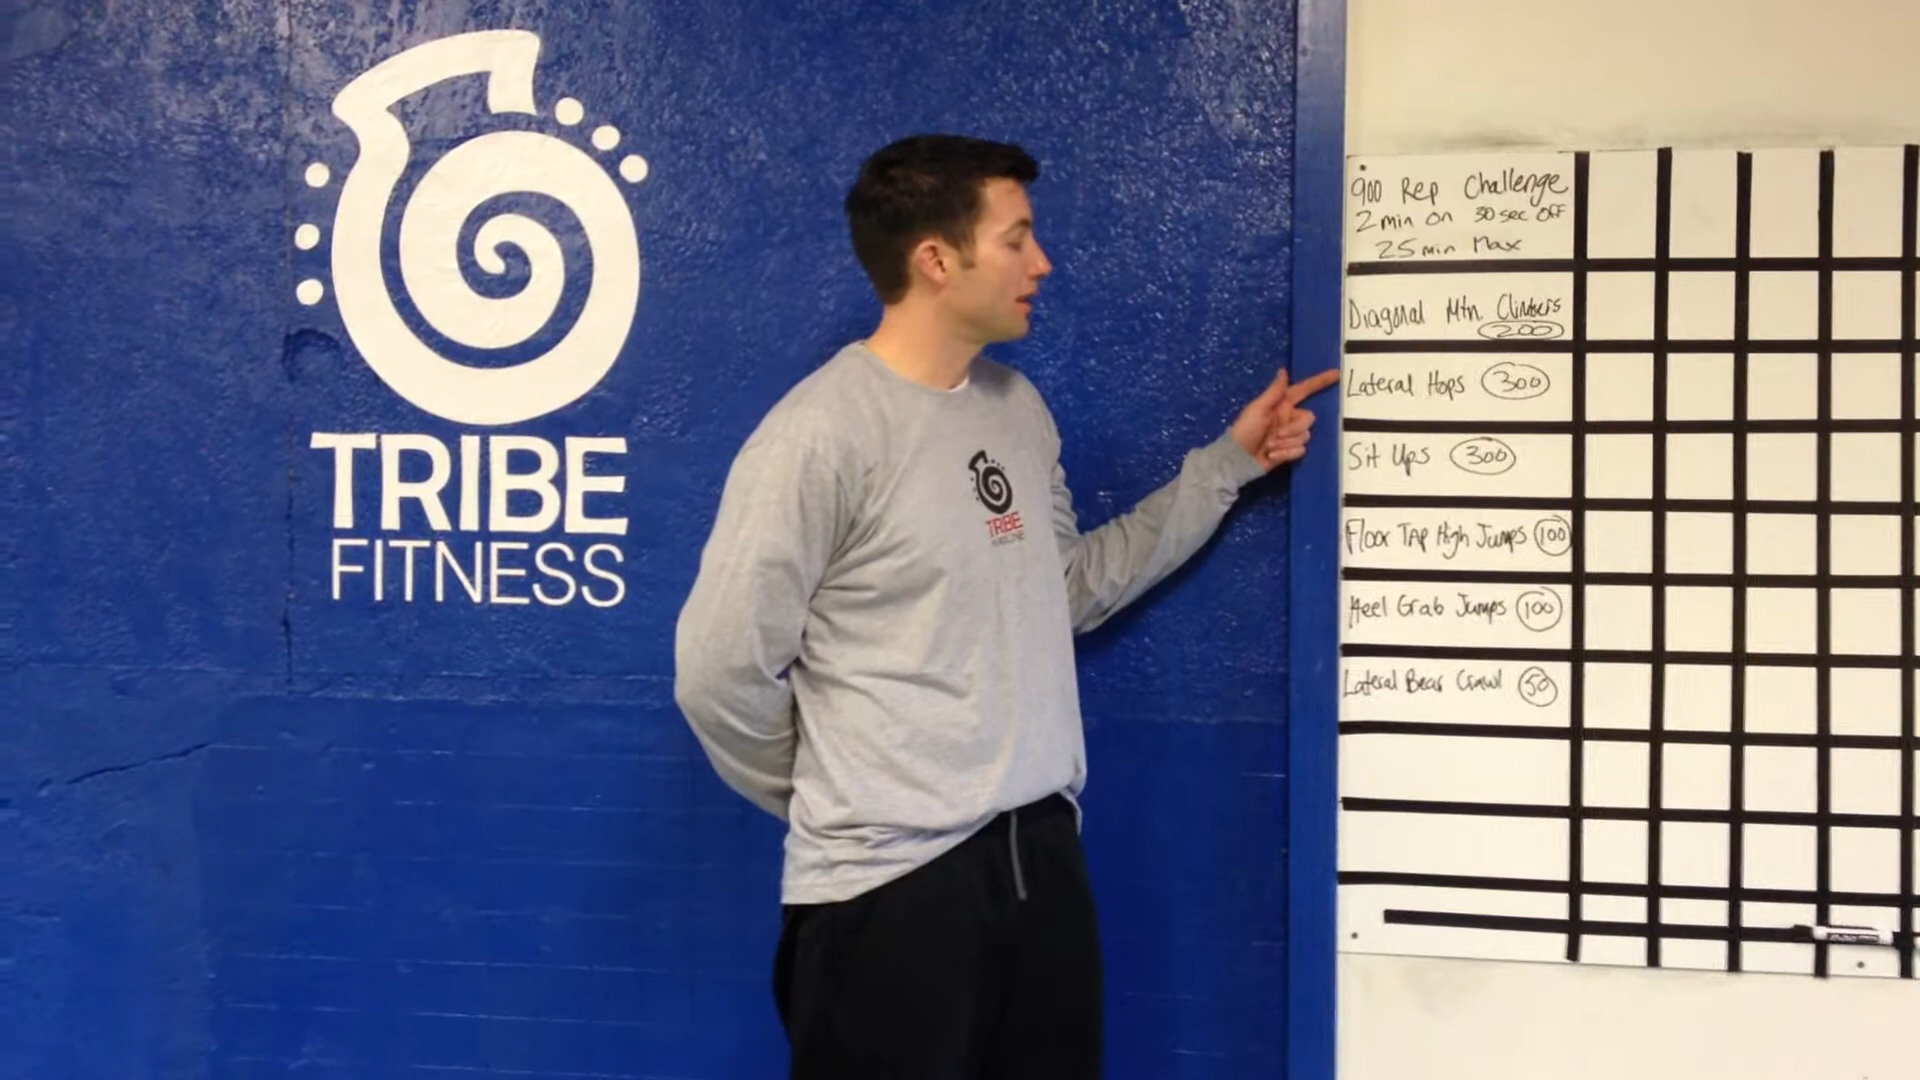 TRIBE
FITNESS
TRIBE
900 Rep Challenge
2 min on 30 sec OFF
25 min Max
Diagonal Mtn Climbers
200
Lateral Hops 300
Sit Ups 300
Floor TAP High Jumps 100
Heel Grab Jumps 100
Lateral Bear Crawl 50